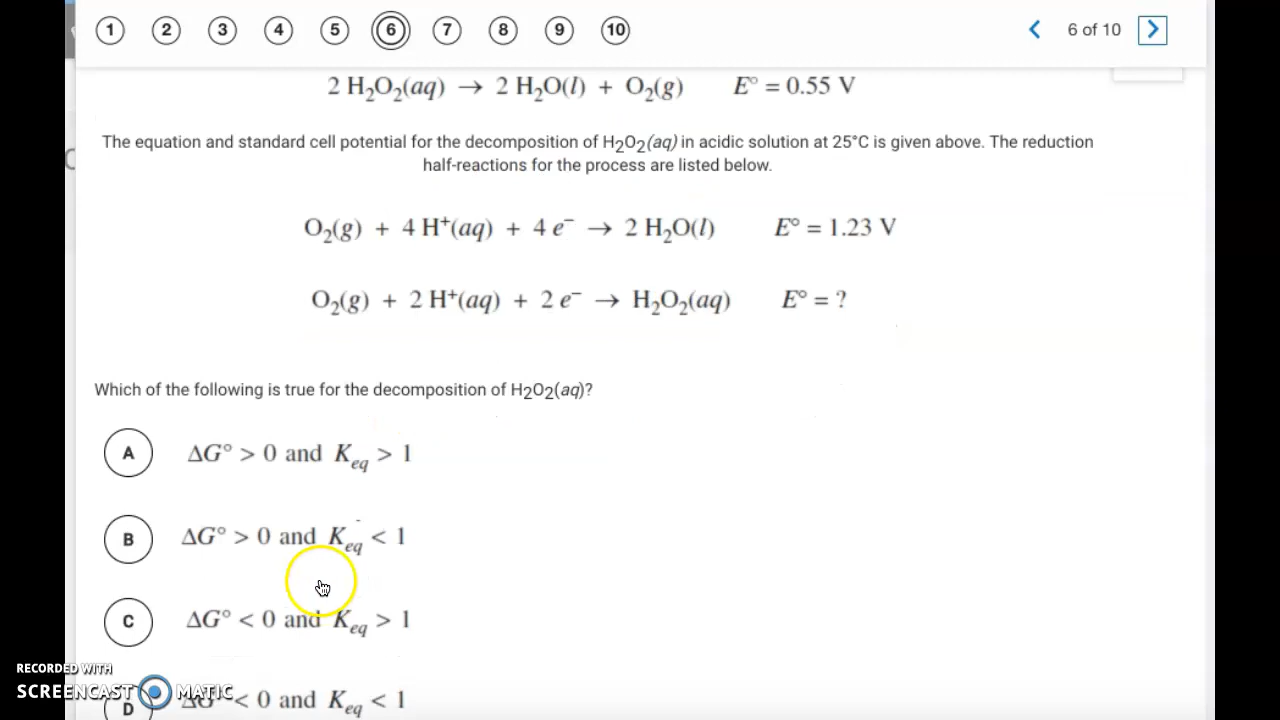 1 2 3 4 5 6 7 8 9 10 6 of 10
2 H₂O₂(aq) → 2 H₂O(l) + O₂(g) E° = 0.55 V
The equation and standard cell potential for the decomposition of H₂O₂(aq) in acidic solution at 25°C is given above. The reduction
half-reactions for the process are listed below.
O₂(g) + 4 H⁺(aq) + 4 e⁻ → 2 H₂O(l) E° = 1.23 V
O₂(g) + 2 H⁺(aq) + 2 e⁻ → H₂O₂(aq) E° = ?
Which of the following is true for the decomposition of H₂O₂(aq)?
A ΔG° > 0 and Keq > 1
B ΔG° > 0 and Keq < 1
C ΔG° < 0 and Keq > 1
D ΔG° < 0 and Keq < 1
RECORDED WITH
SCREENCAST MATIC